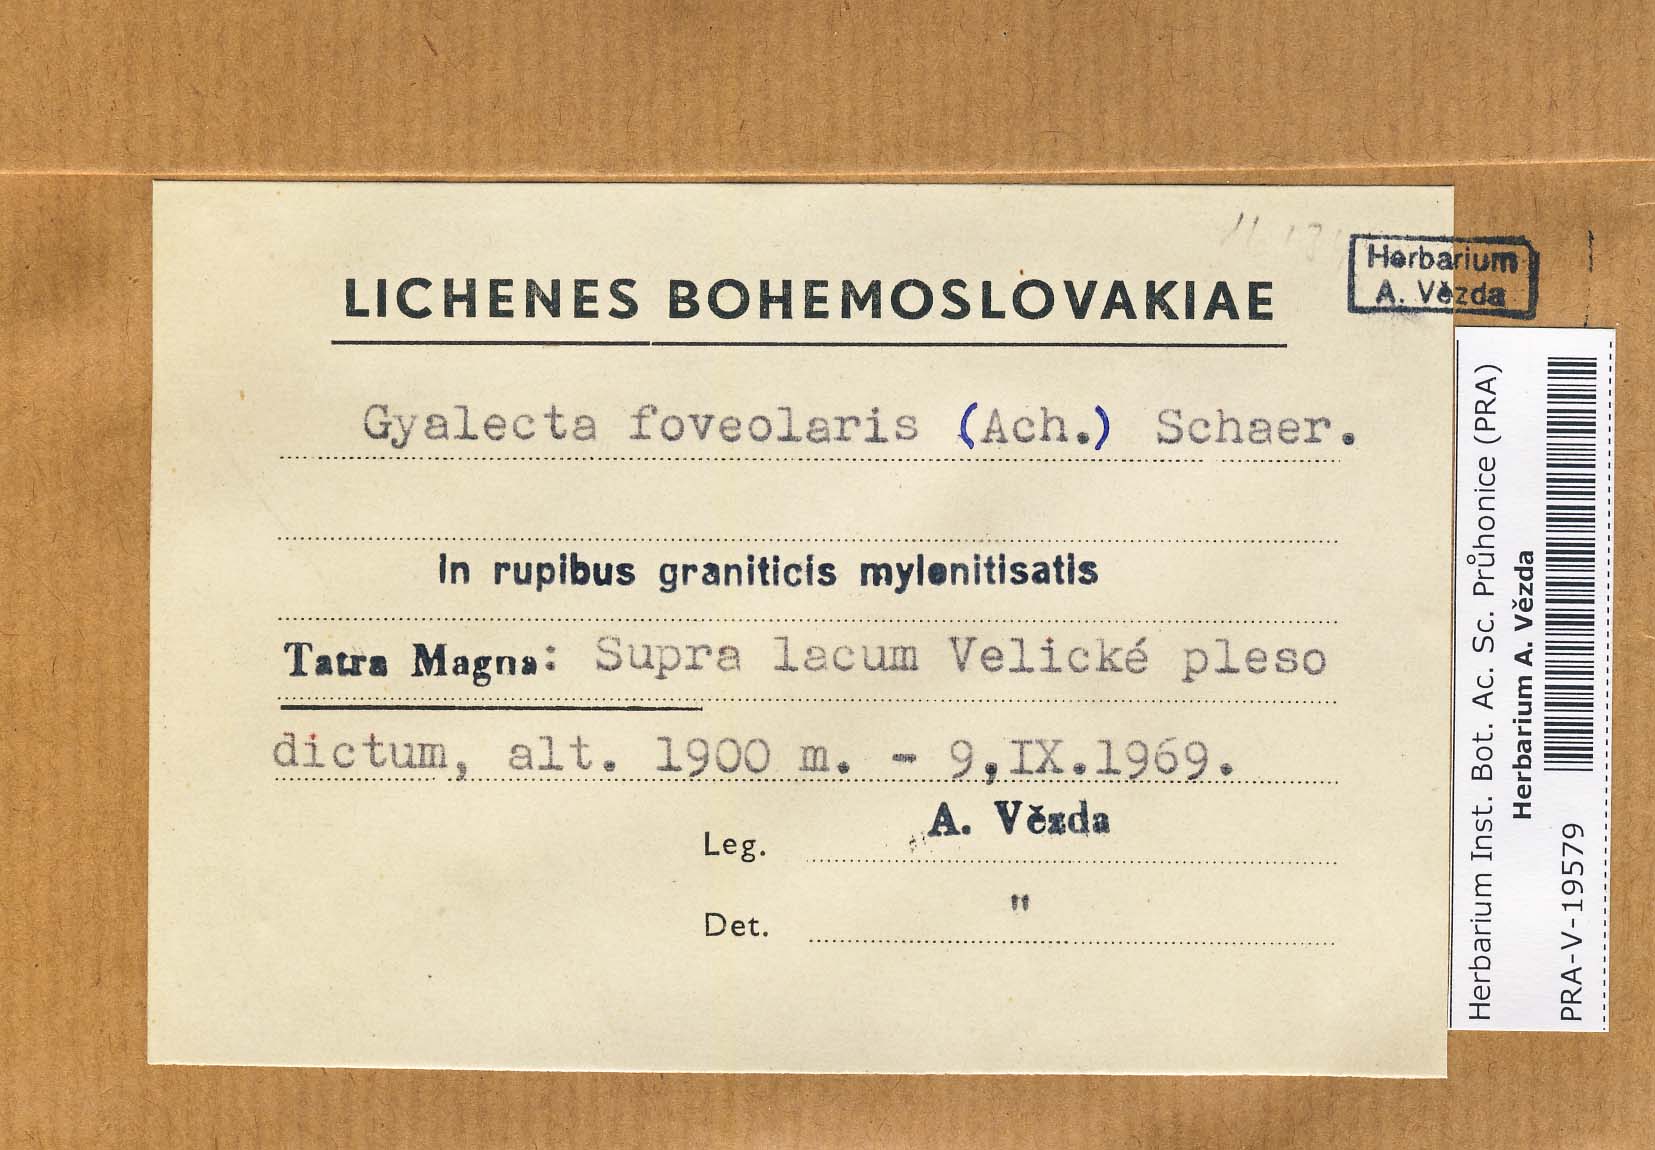 Herbarium
A. Vězda
LICHENES BOHEMOSLOVAKIAE
Gyalecta foveolaris (Ach.) Schaer.
In rupibus graniticis mylonitisatis
Tatra Magna: Supra lacum Velické pleso
dictum, alt. 1900 m. - 9,IX.1969.
Leg. A. Vězda
Det. "
Herbarium Inst. Bot. Ac. Sc. Průhonice (PRA)
Herbarium A. Vězda
PRA-V-19579